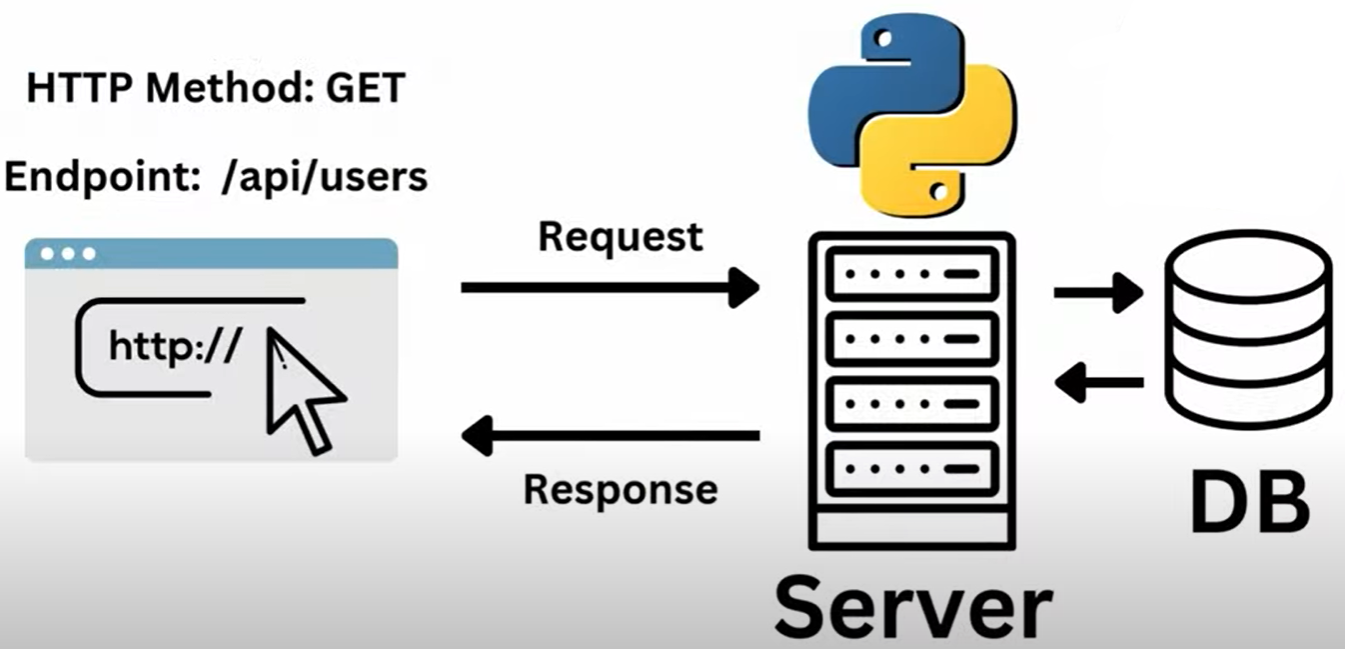 HTTP Method: GET
Endpoint: /api/users
http://
Request
Response
Server
DB